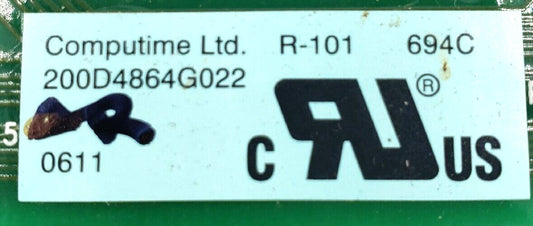 Computime Ltd. R-101 694C
200D4864G022
®
C US
0611